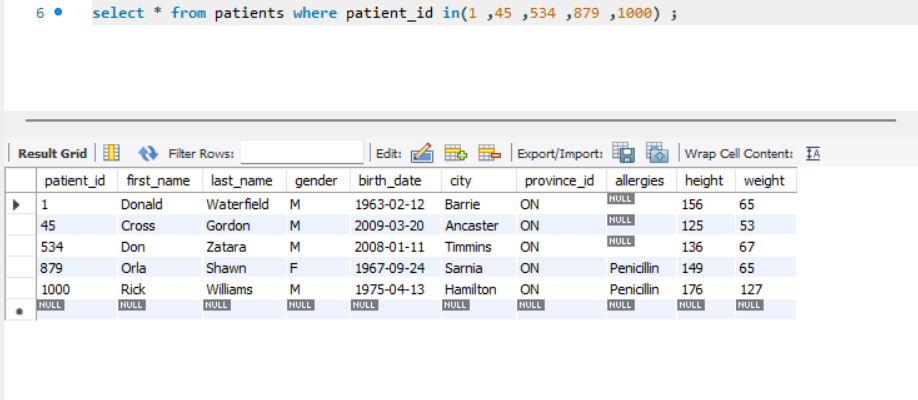 6 select * from patients where patient_id in(1 ,45 ,534 ,879 ,1000) ;
Result Grid Filter Rows: Edit: Export/Import: Wrap Cell Content: IA
patient_id first_name last_name gender birth_date city province_id allergies height weight
1 Donald Waterfield M 1963-02-12 Barrie ON NULL 156 65
45 Cross Gordon M 2009-03-20 Ancaster ON NULL 125 53
534 Don Zatara M 2008-01-11 Timmins ON NULL 136 67
879 Orla Shawn F 1967-09-24 Sarnia ON Penicillin 149 65
1000 Rick Williams M 1975-04-13 Hamilton ON Penicillin 176 127
NULL NULL NULL NULL NULL NULL NULL NULL NULL NULL